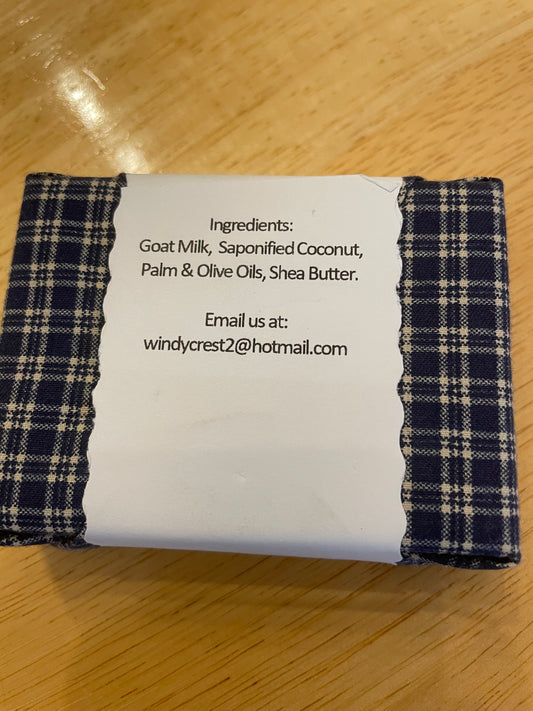 Ingredients:
Goat Milk, Saponified Coconut,
Palm & Olive Oils, Shea Butter.
Email us at:
windycrest2@hotmail.com